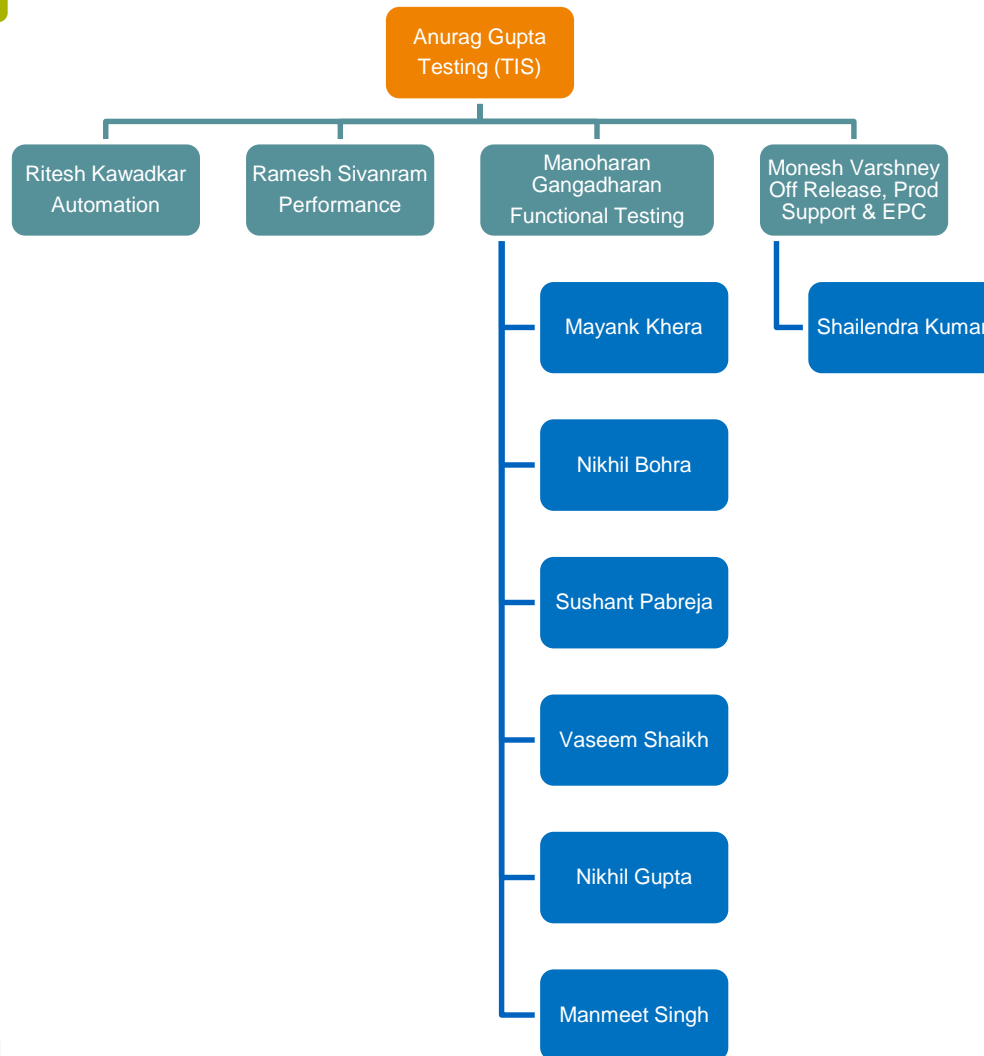 Anurag Gupta
Testing (TIS)
Ritesh Kawadkar
Automation
Ramesh Sivanram
Performance
Manoharan
Gangadharan
Functional Testing
Monesh Varshney
Off Release, Prod
Support & EPC
Mayank Khera
Shailendra Kumar
Nikhil Bohra
Sushant Pabreja
Vaseem Shaikh
Nikhil Gupta
Manmeet Singh